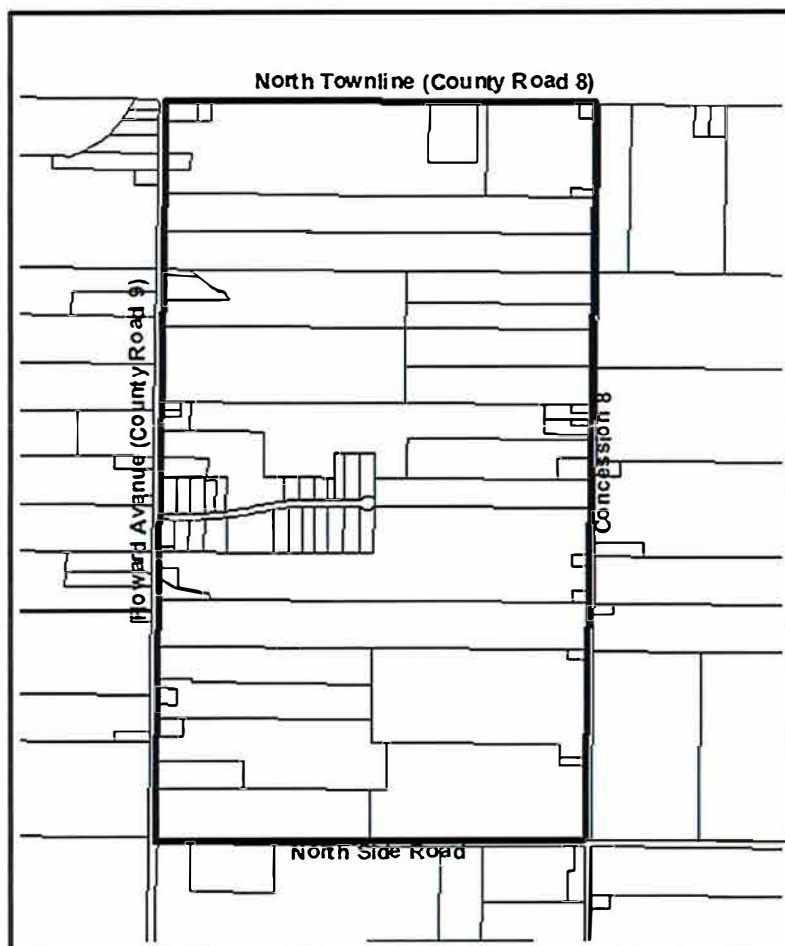 North Townline (County Road 8)
Howard Avenue (County Road 9)
Concession 8
North Side Road